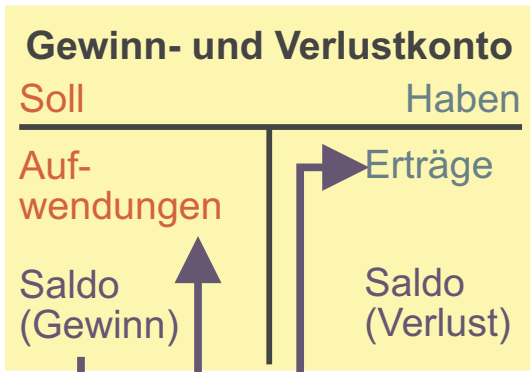 Gewinn- und Verlustkonto
Soll
Haben
Auf-
wendungen
Erträge
Saldo
(Gewinn)
Saldo
(Verlust)